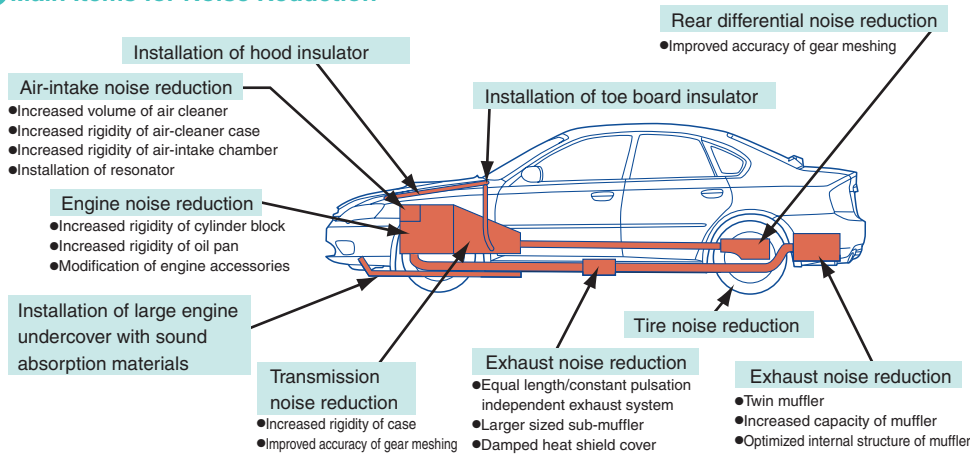 Main Items for Noise Reduction
Rear differential noise reduction
●Improved accuracy of gear meshing
Installation of hood insulator
Air-intake noise reduction
●Increased volume of air cleaner
●Increased rigidity of air-cleaner case
●Increased rigidity of air-intake chamber
●Installation of resonator
Installation of toe board insulator
Engine noise reduction
●Increased rigidity of cylinder block
●Increased rigidity of oil pan
●Modification of engine accessories
Installation of large engine
undercover with sound
absorption materials
Tire noise reduction
Transmission
noise reduction
●Increased rigidity of case
●Improved accuracy of gear meshing
Exhaust noise reduction
●Equal length/constant pulsation
independent exhaust system
●Larger sized sub-muffler
●Damped heat shield cover
Exhaust noise reduction
●Twin muffler
●Increased capacity of muffler
●Optimized internal structure of muffler